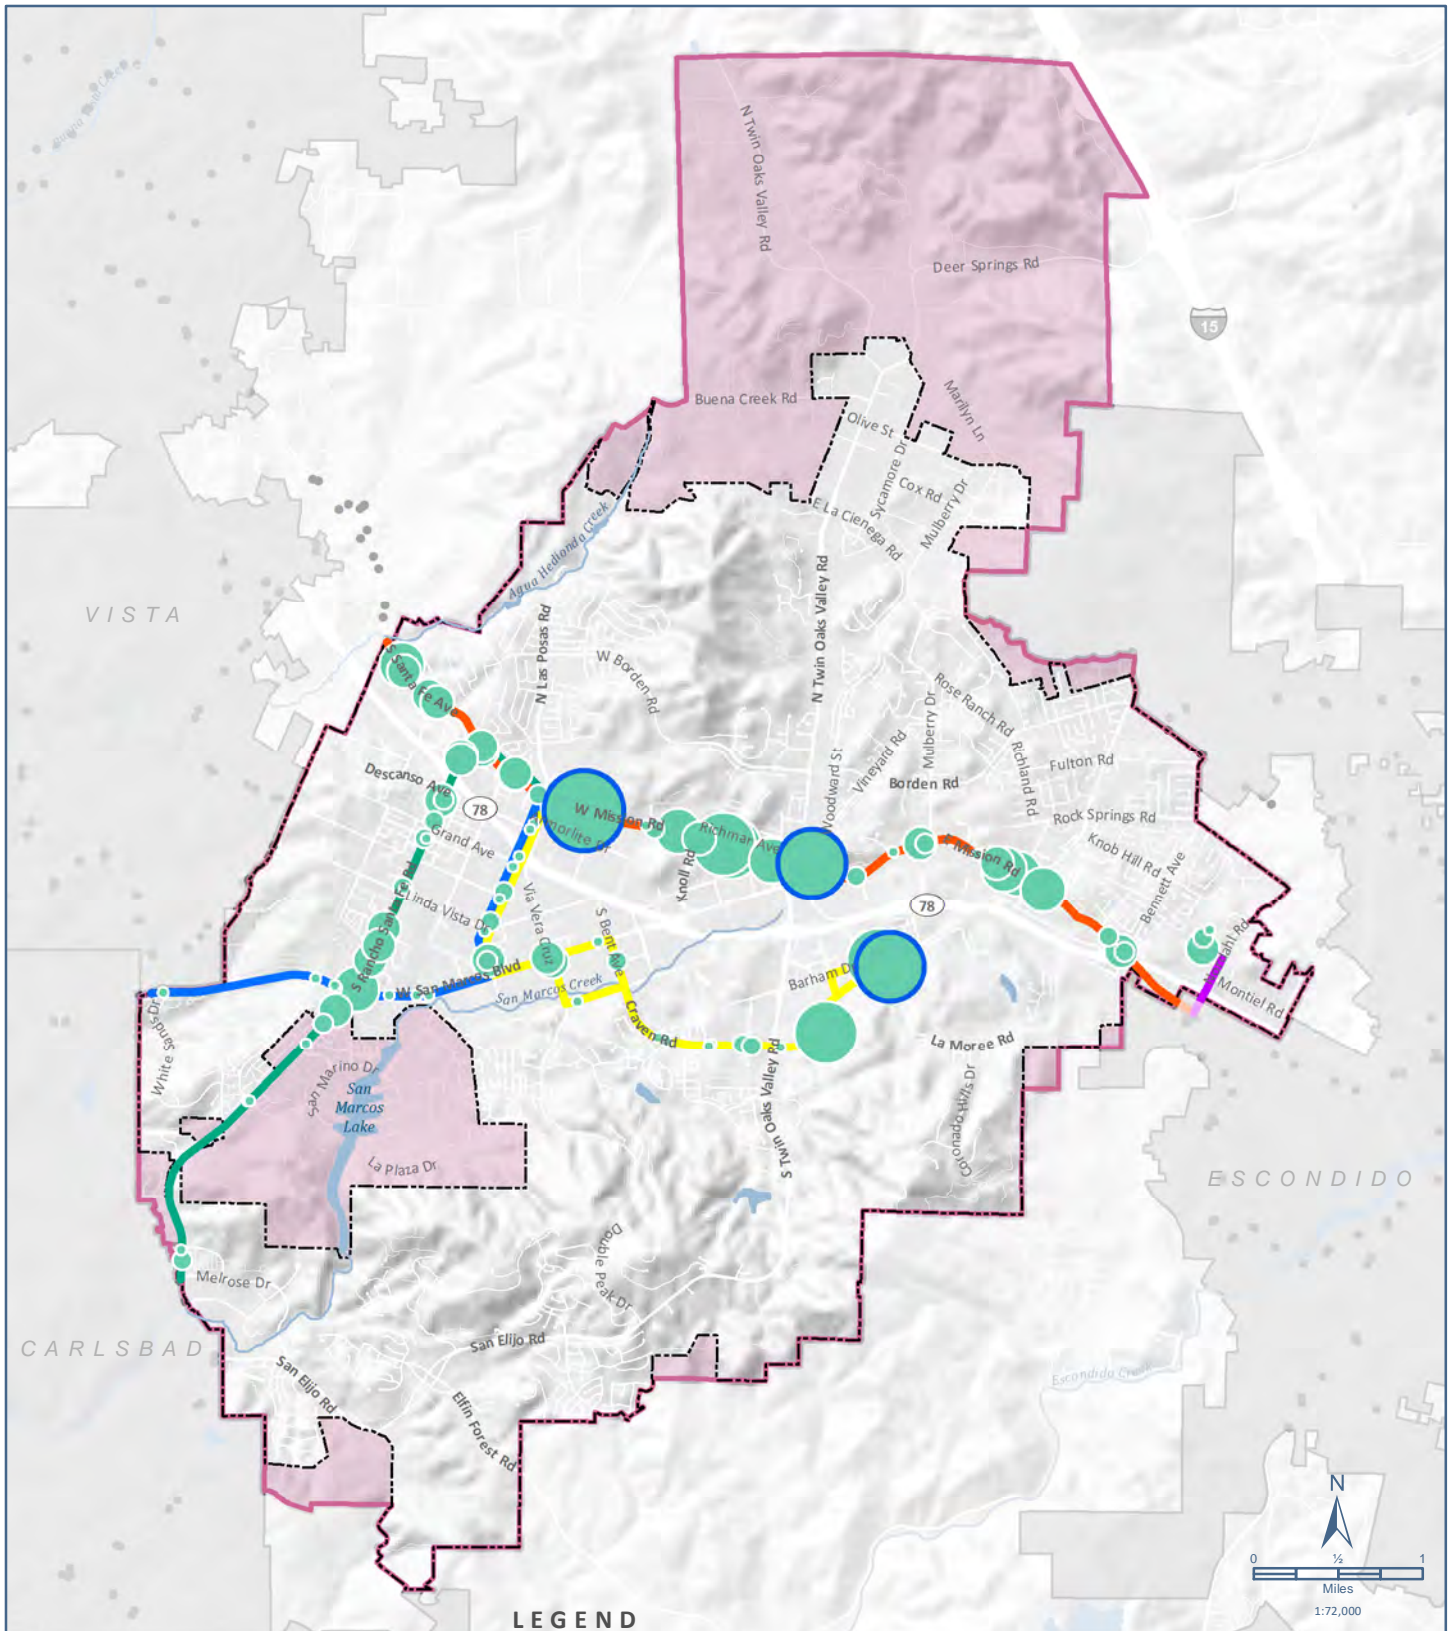 Buena Vista Creek
N Twin Oaks Valley Rd
Deer Springs Rd
15
Buena Creek Rd
Marilyn Ln
Olive St
Sycamore Dr
Cox Rd
Mulberry Dr
E La Cienega Rd
Agua Hedionda Creek
VISTA
N Las Posas Rd
N Twin Oaks Valley Rd
W Borden Rd
S Santa Fe Ave
Rose Ranch Rd
Mulberry Dr
Richland Rd
Vineyard Rd
Woodward St
Fulton Rd
Descanso Ave
78
Borden Rd
W Mission Rd
Armorlite Dr
Richmar Ave
Rock Springs Rd
Grand Ave
E Mission Rd
Knob Hill Rd
Knoll Rd
Bennett Ave
S Rancho Santa Fe Rd
Linda Vista Dr
Via Vera Cruz
S Bent Ave
78
W San Marcos Blvd
San Marcos Creek
Barham Dr
Montiel Rd
White Sands Dr
Craven Rd
La Moree Rd
San Marino Dr
San
Marcos
Lake
S Twin Oaks Valley Rd
Coronado Hills Dr
La Plaza Dr
ESCONDIDO
Melrose Dr
Double Peak Dr
CARLSBAD
San Elijo Rd
San Elijo Rd
Elfin Forest Rd
Escondido Creek
N
0 ½ 1
Miles
1:72,000
LEGEND